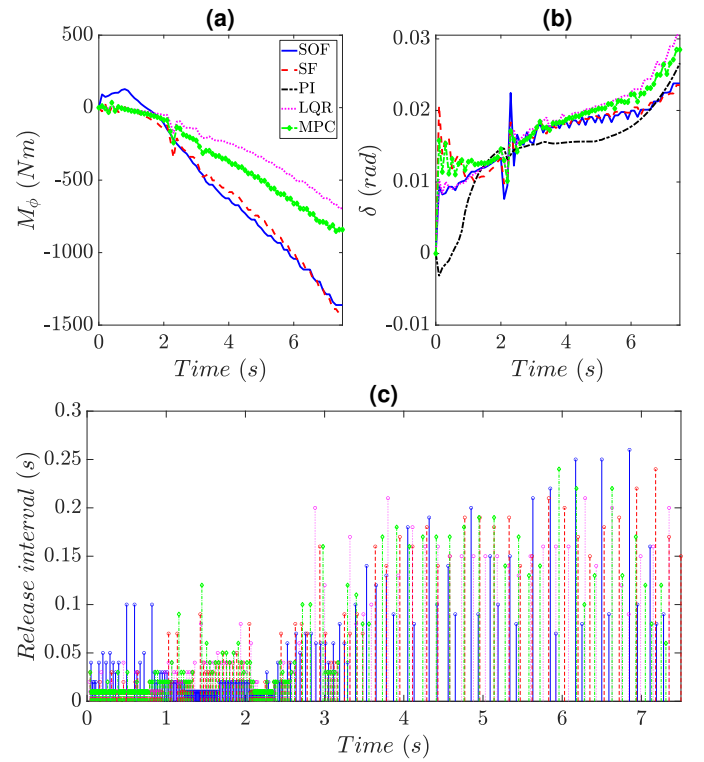 (a)
500
0
-500
-1000
-1500
0
2
4
6
Time (s)
M_ϕ (Nm)
SOF
SF
PI
LQR
MPC
(b)
0.03
0.02
0.01
0
-0.01
0
2
4
6
Time (s)
δ (rad)
(c)
0.3
0.25
0.2
0.15
0.1
0.05
0
0
1
2
3
4
5
6
7
Time (s)
Release interval (s)